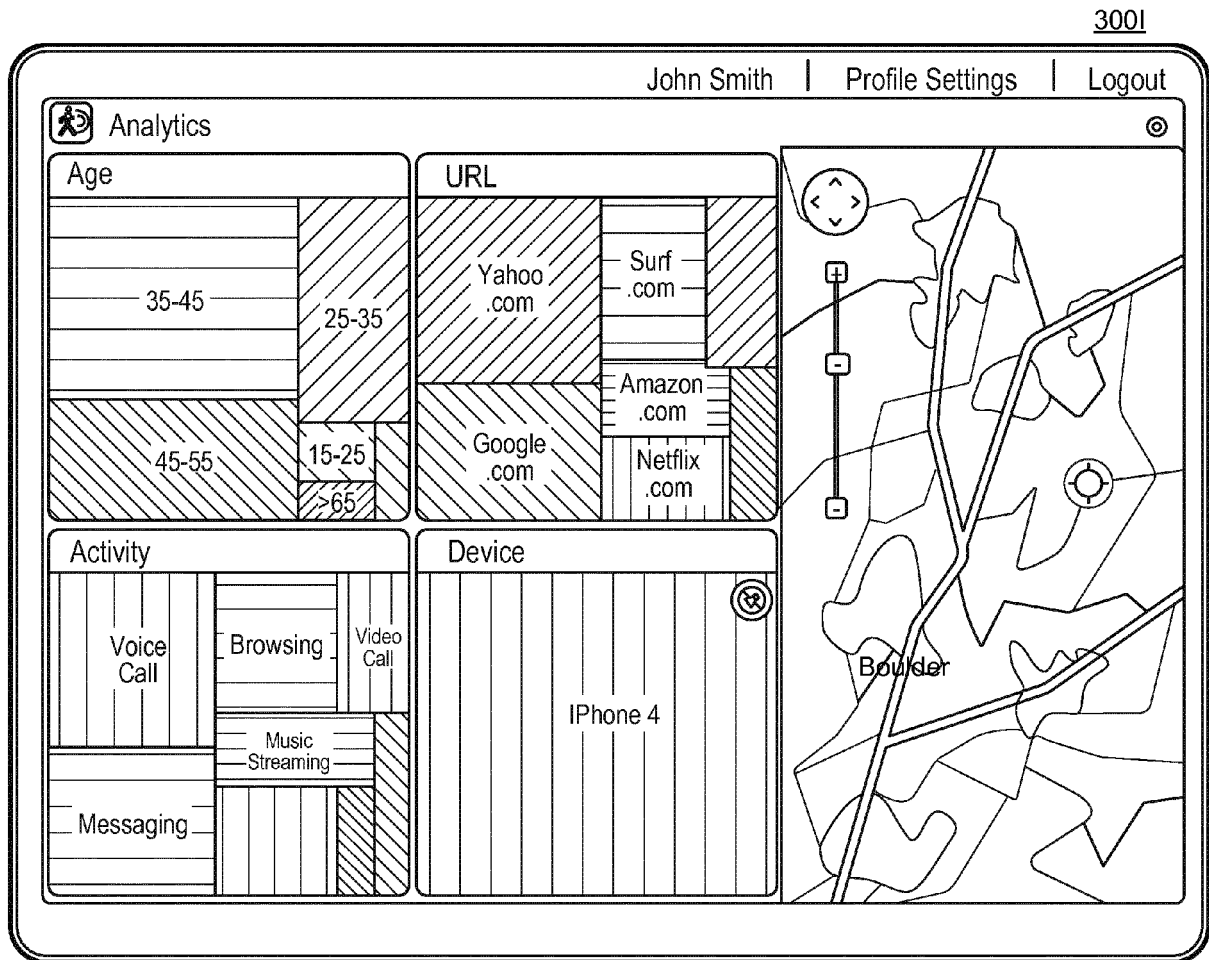 300I
John Smith | Profile Settings | Logout
Analytics
Age
35-45
25-35
45-55
15-25
>65
URL
Yahoo
.com
Surf
.com
Amazon
.com
Google
.com
Netflix
.com
Activity
Voice
Call
Browsing
Video
Call
Music
Streaming
Messaging
Device
IPhone 4
Boulder